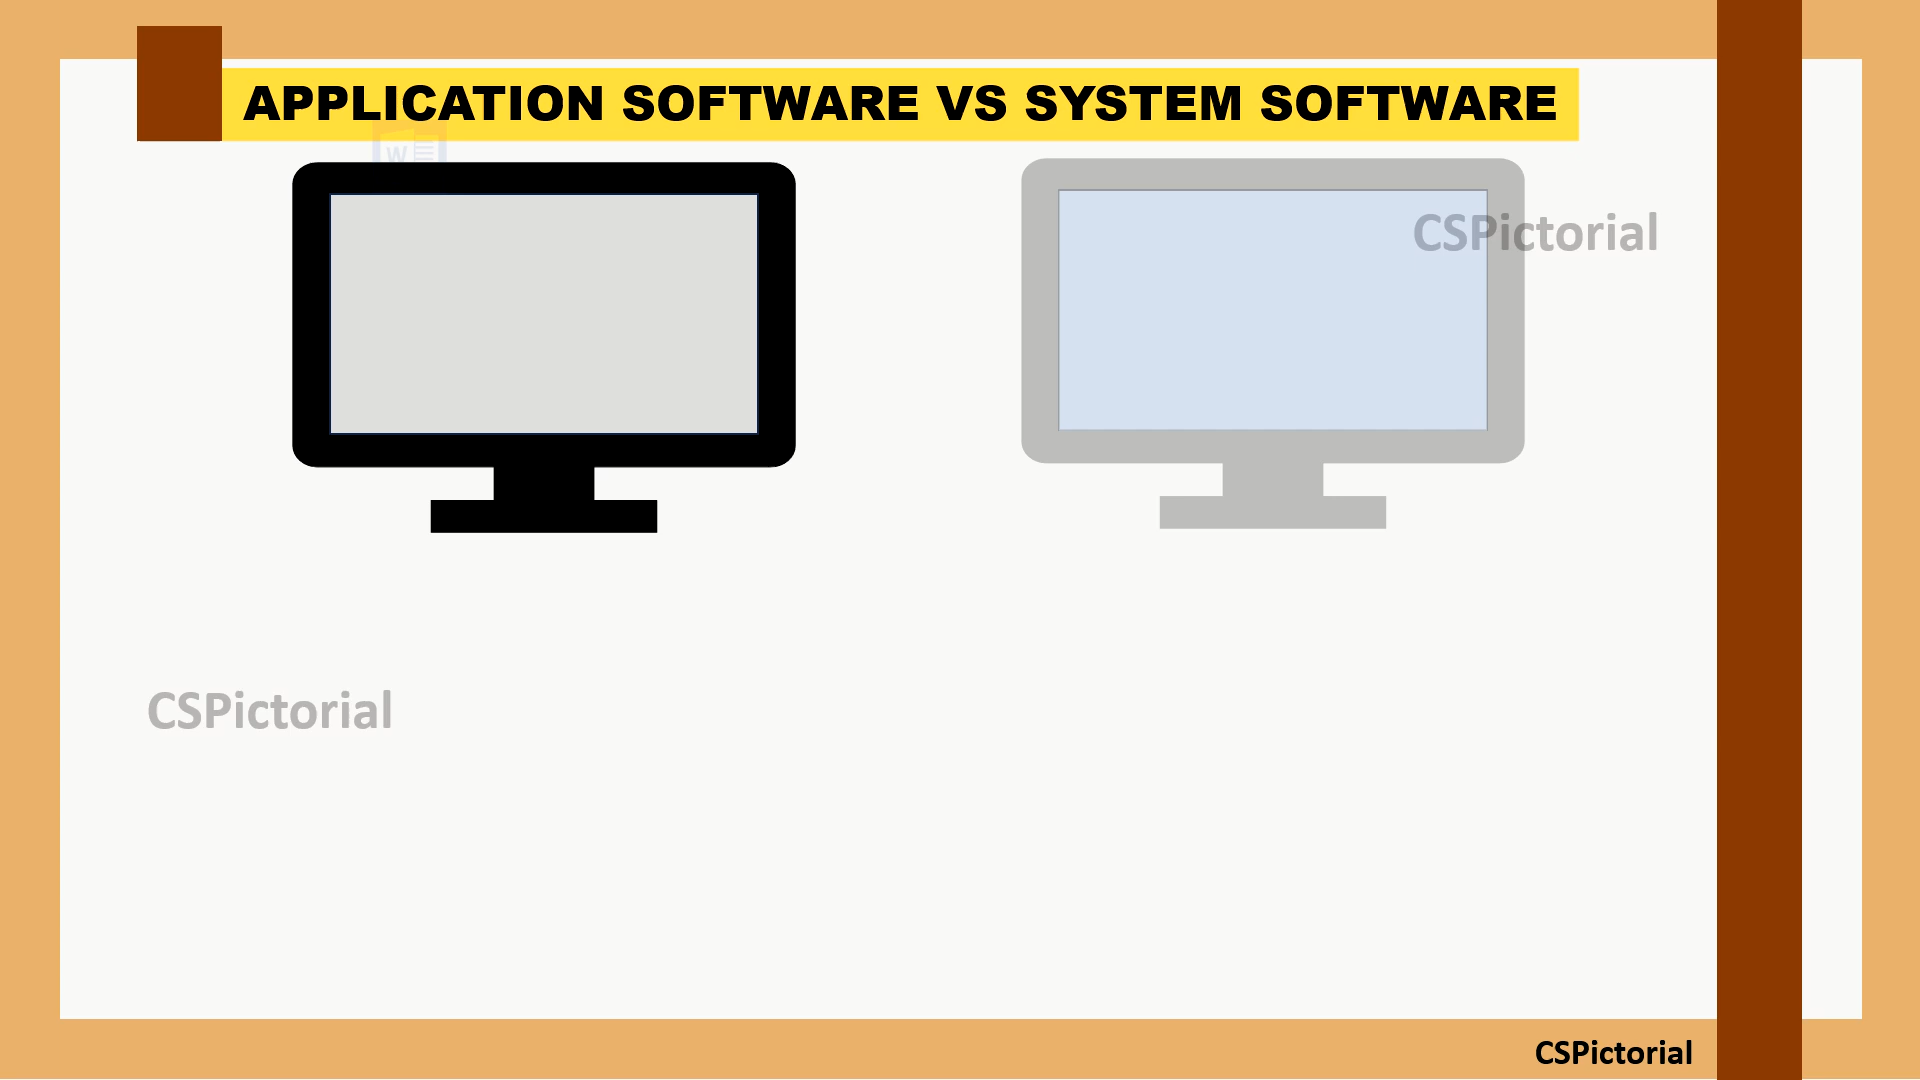 APPLICATION SOFTWARE VS SYSTEM SOFTWARE
W
CSPictorial
CSPictorial
CSPictorial